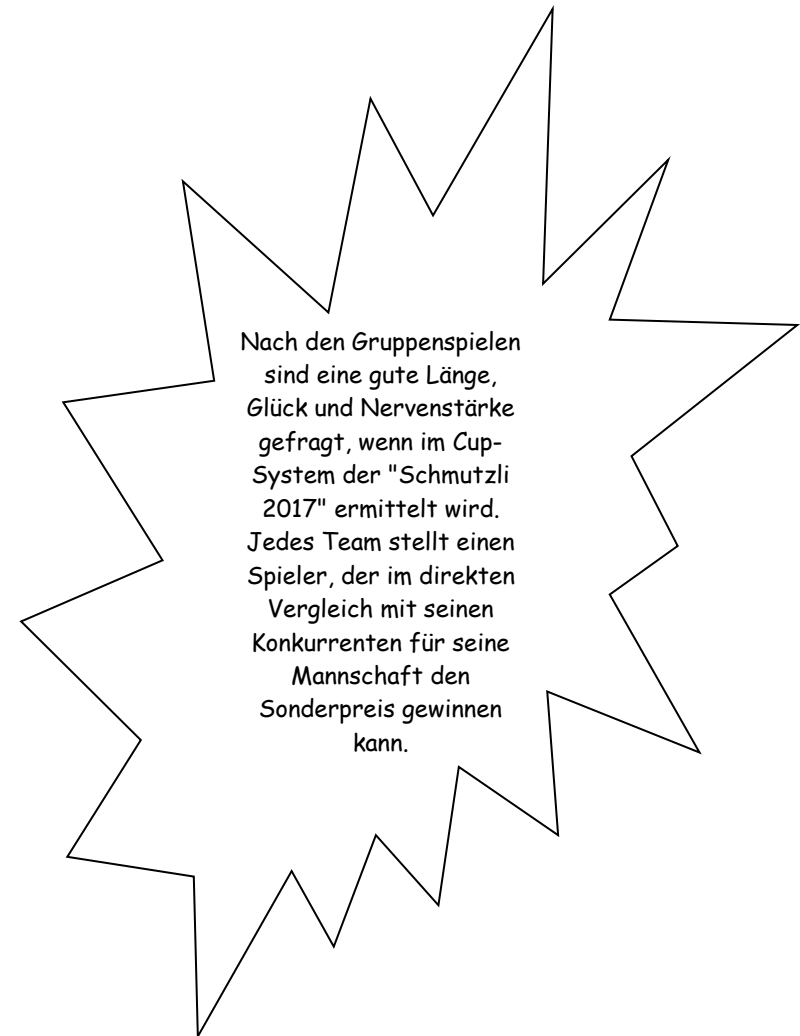 Nach den Gruppenspielen
sind eine gute Länge,
Glück und Nervenstärke
gefragt, wenn im Cup-
System der "Schmutzli
2017" ermittelt wird.
Jedes Team stellt einen
Spieler, der im direkten
Vergleich mit seinen
Konkurrenten für seine
Mannschaft den
Sonderpreis gewinnen
kann.